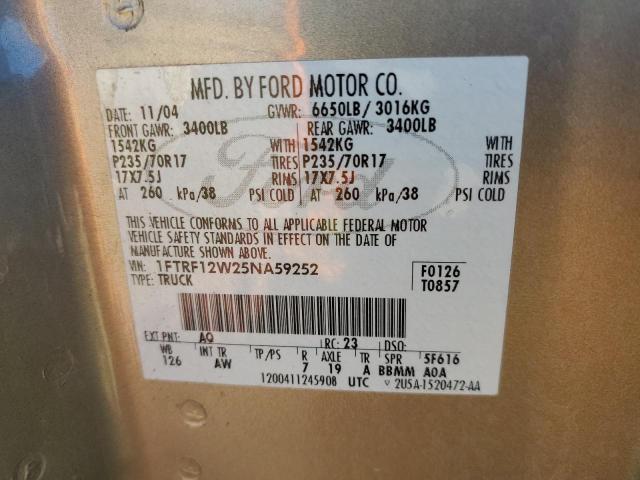 MFD. BY FORD MOTOR CO.
DATE: 11/04 GVWR: 6650LB/ 3016KG
FRONT GAWR: 3400LB REAR GAWR: 3400LB
1542KG WITH 1542KG WITH
P235/70R17 TIRES P235/70R17 TIRES
17X7.5J RIMS 17X7.5J RIMS
AT 260 kPa/38 PSI COLD AT 260 kPa/38 PSI COLD
Ford
THIS VEHICLE CONFORMS TO ALL APPLICABLE FEDERAL MOTOR
VEHICLE SAFETY STANDARDS IN EFFECT ON THE DATE OF
MANUFACTURE SHOWN ABOVE.
VIN: 1FTRF12W25NA59252 F0126
TYPE: TRUCK T0857
EXT PNT: AQ RC: 23 DSO:
WB INT TR TP/PS R AXLE TR SPR 5F616
126 AW 7 19 A BBMM AOA
1200411245908 UTC 2U5A-1520472-AA